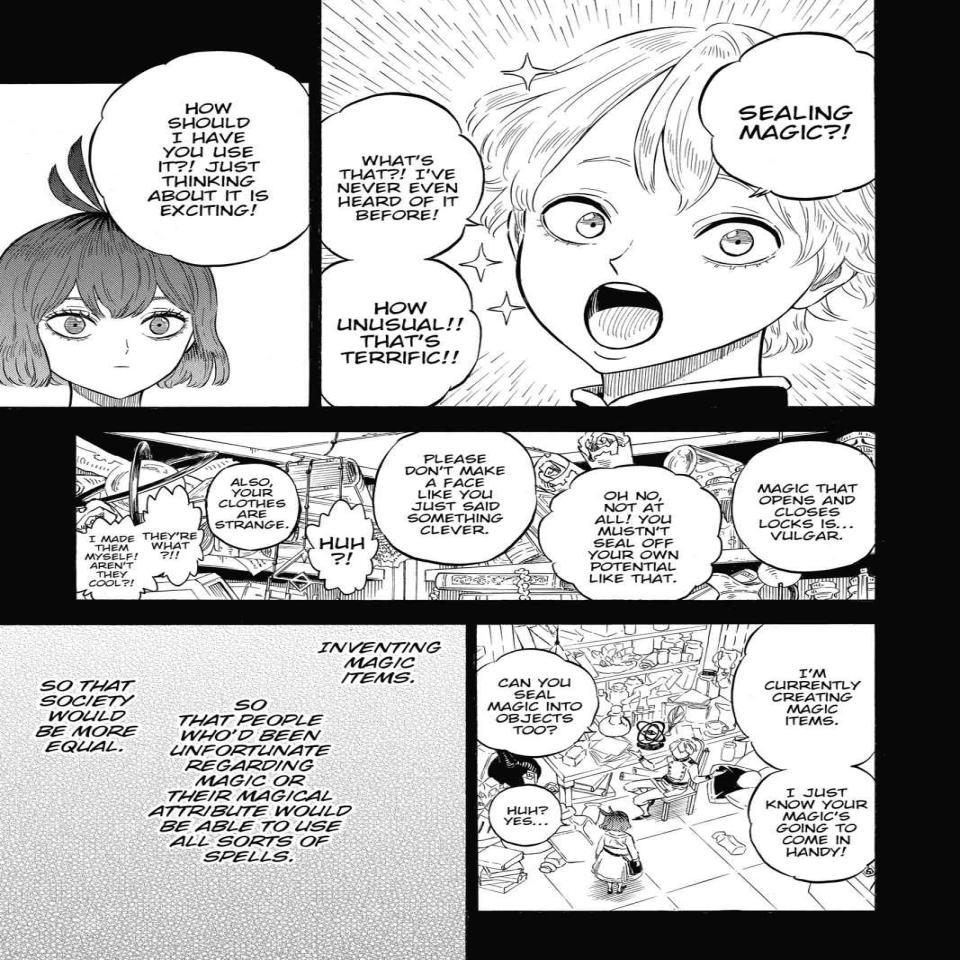 SEALING
MAGIC?!
WHAT'S
THAT?! I'VE
NEVER EVEN
HEARD OF IT
BEFORE!
HOW
UNUSUAL!!
THAT'S
TERRIFIC!!
HOW
SHOULD
I HAVE
YOU USE
IT?! JUST
THINKING
ABOUT IT IS
EXCITING!
MAGIC THAT
OPENS AND
CLOSES
LOCKS IS...
VULGAR.
OH NO,
NOT AT
ALL! YOU
MUSTN'T
SEAL OFF
YOUR OWN
POTENTIAL
LIKE THAT.
PLEASE
DON'T MAKE
A FACE
LIKE YOU
JUST SAID
SOMETHING
CLEVER.
HUH
?!
ALSO,
YOUR
CLOTHES
ARE
STRANGE.
THEY'RE
WHAT
?!!
I MADE
THEM
MYSELF!
AREN'T
THEY
COOL?!
I'M
CURRENTLY
CREATING
MAGIC
ITEMS.
I JUST
KNOW YOUR
MAGIC'S
GOING TO
COME IN
HANDY!
CAN YOU
SEAL
MAGIC INTO
OBJECTS
TOO?
HUH?
YES...
INVENTING
MAGIC
ITEMS.
SO
THAT PEOPLE
WHO'D BEEN
UNFORTUNATE
REGARDING
MAGIC OR
THEIR MAGICAL
ATTRIBUTE WOULD
BE ABLE TO USE
ALL SORTS OF
SPELLS.
SO THAT
SOCIETY
WOULD
BE MORE
EQUAL.